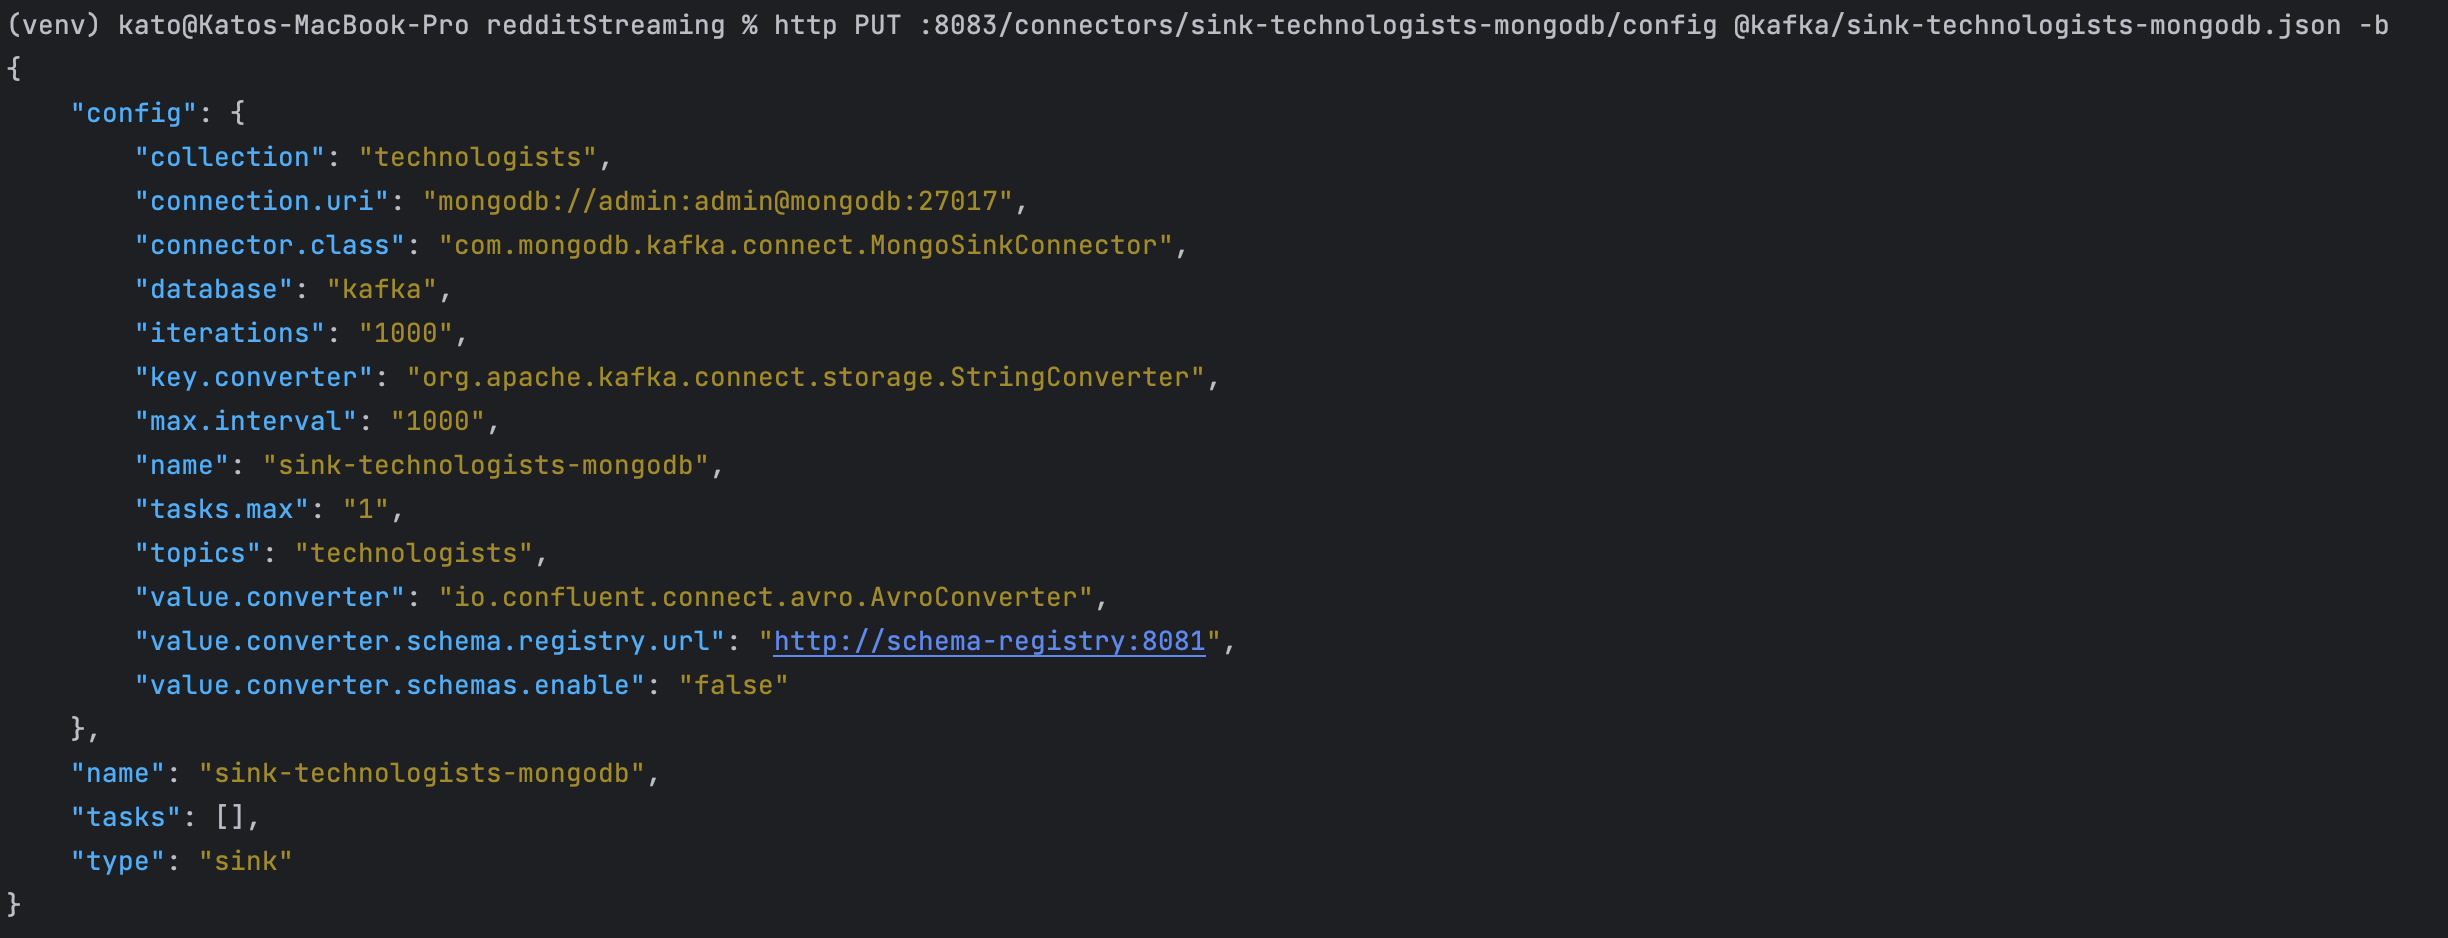 (venv) kato@Katos-MacBook-Pro redditStreaming % http PUT :8083/connectors/sink-technologists-mongodb/config @kafka/sink-technologists-mongodb.json -b
{
    "config": {
        "collection": "technologists",
        "connection.uri": "mongodb://admin:admin@mongodb:27017",
        "connector.class": "com.mongodb.kafka.connect.MongoSinkConnector",
        "database": "kafka",
        "iterations": "1000",
        "key.converter": "org.apache.kafka.connect.storage.StringConverter",
        "max.interval": "1000",
        "name": "sink-technologists-mongodb",
        "tasks.max": "1",
        "topics": "technologists",
        "value.converter": "io.confluent.connect.avro.AvroConverter",
        "value.converter.schema.registry.url": "http://schema-registry:8081",
        "value.converter.schemas.enable": "false"
    },
    "name": "sink-technologists-mongodb",
    "tasks": [],
    "type": "sink"
}